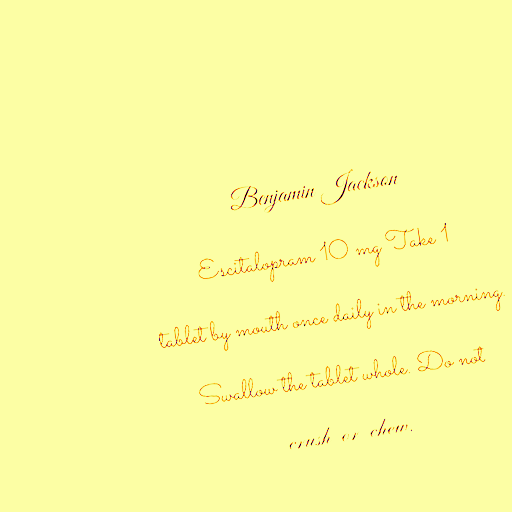 Benjamin Jackson
Escitalopram 10 mg Take 1
tablet by mouth once daily in the morning.
Swallow the tablet whole. Do not
crush or chew.